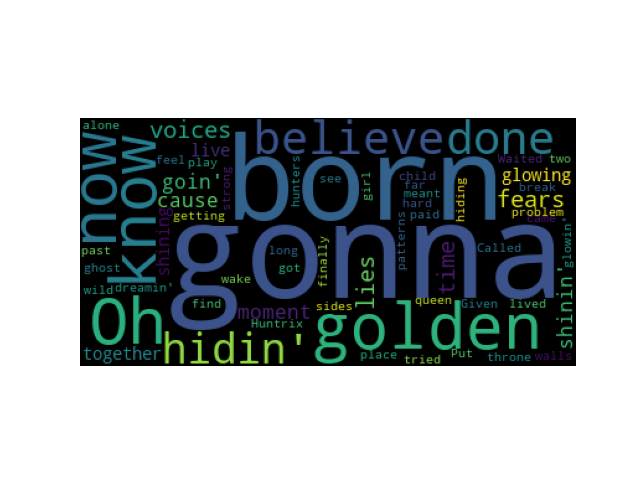 alone
voices
believe
done
now
know
live
feel
play
goin'
cause
strong
getting
born
hunters
see
girl
child
far
meant
hard
paid
hiding
Waited
two
glowing
break
fears
problem
came
glowin'
shining
past
ghost
wild
dreamin'
gonna
long
got
finally
wake
lies
patterns
time
Called
shinin'
Oh
find
moment
Huntrix
sides
queen
Given
lived
golden
together
hidin'
place
tried
Put
throne
walls